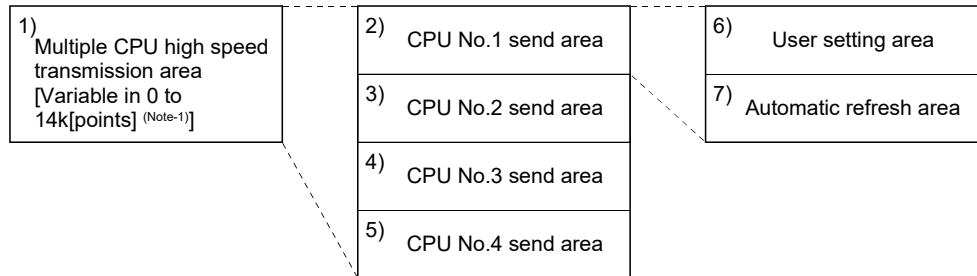 1)
Multiple CPU high speed
transmission area
[Variable in 0 to
14k[points] (Note-1)]
2) CPU No.1 send area
3) CPU No.2 send area
4) CPU No.3 send area
5) CPU No.4 send area
6) User setting area
7) Automatic refresh area